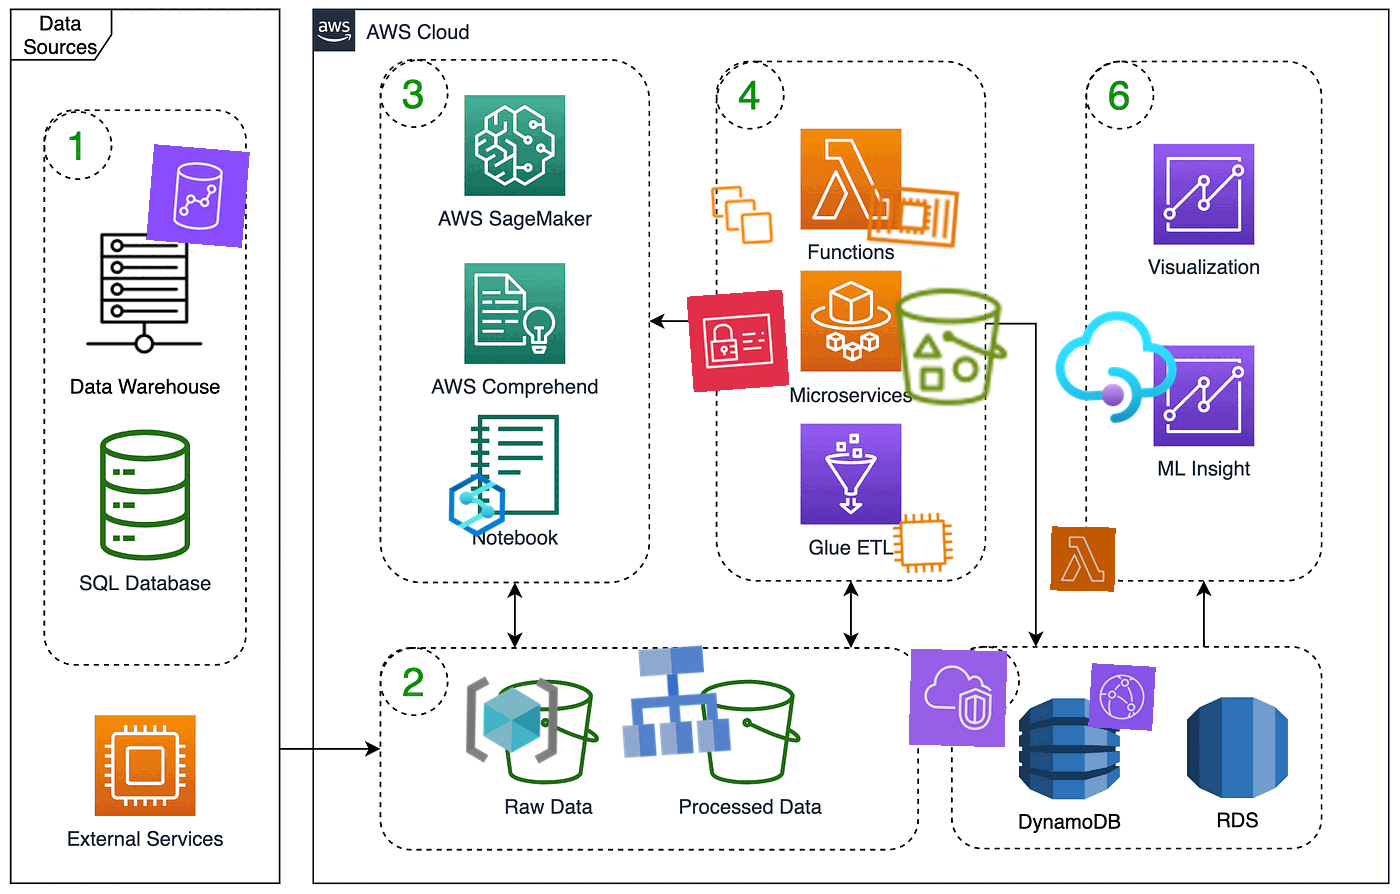 Data
Sources
1
Data Warehouse
SQL Database
External Services
aws
AWS Cloud
3
AWS SageMaker
AWS Comprehend
Notebook
4
Functions
Microservices
Glue ETL
6
Visualization
ML Insight
2
Raw Data
Processed Data
DynamoDB
RDS